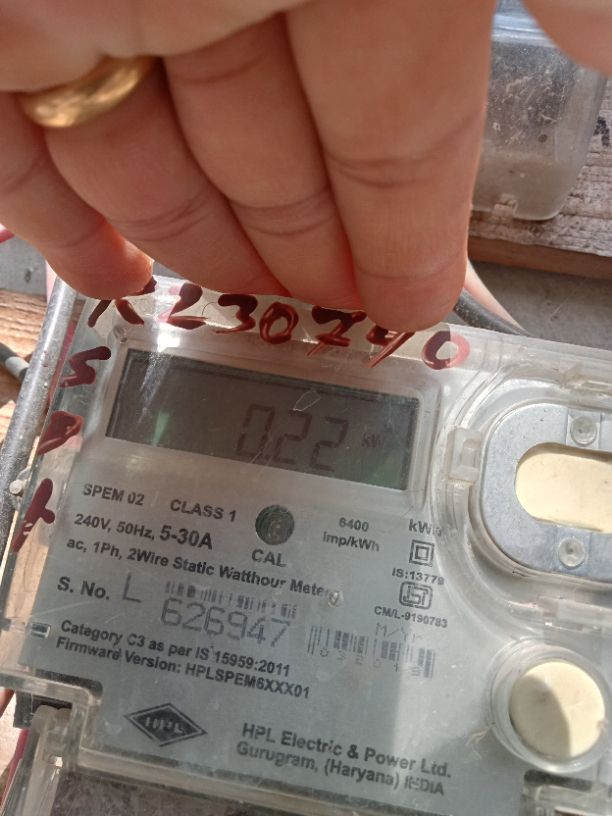 K230740
S
D
K
0.22 kW
SPEM 02 CLASS 1
240V, 50Hz, 5-30A
CAL
6400
imp/kWh
kWh
ac, 1Ph, 2Wire Static Watthour Meter
IS:13779
CM/L-9190783
S. No. L
626947
M/Yr
Category C3 as per IS 15959:2011
Firmware Version: HPLSPEM6XXX01
HPL
HPL Electric & Power Ltd.
Gurugram, (Haryana) INDIA